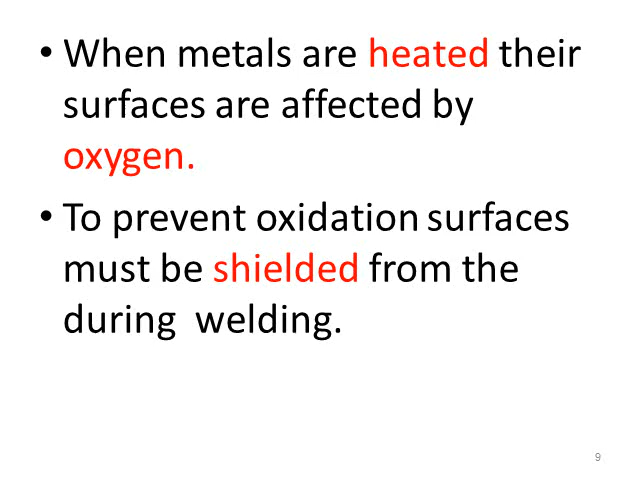 • When metals are heated their
surfaces are affected by
oxygen.
• To prevent oxidation surfaces
must be shielded from the
during  welding.
9